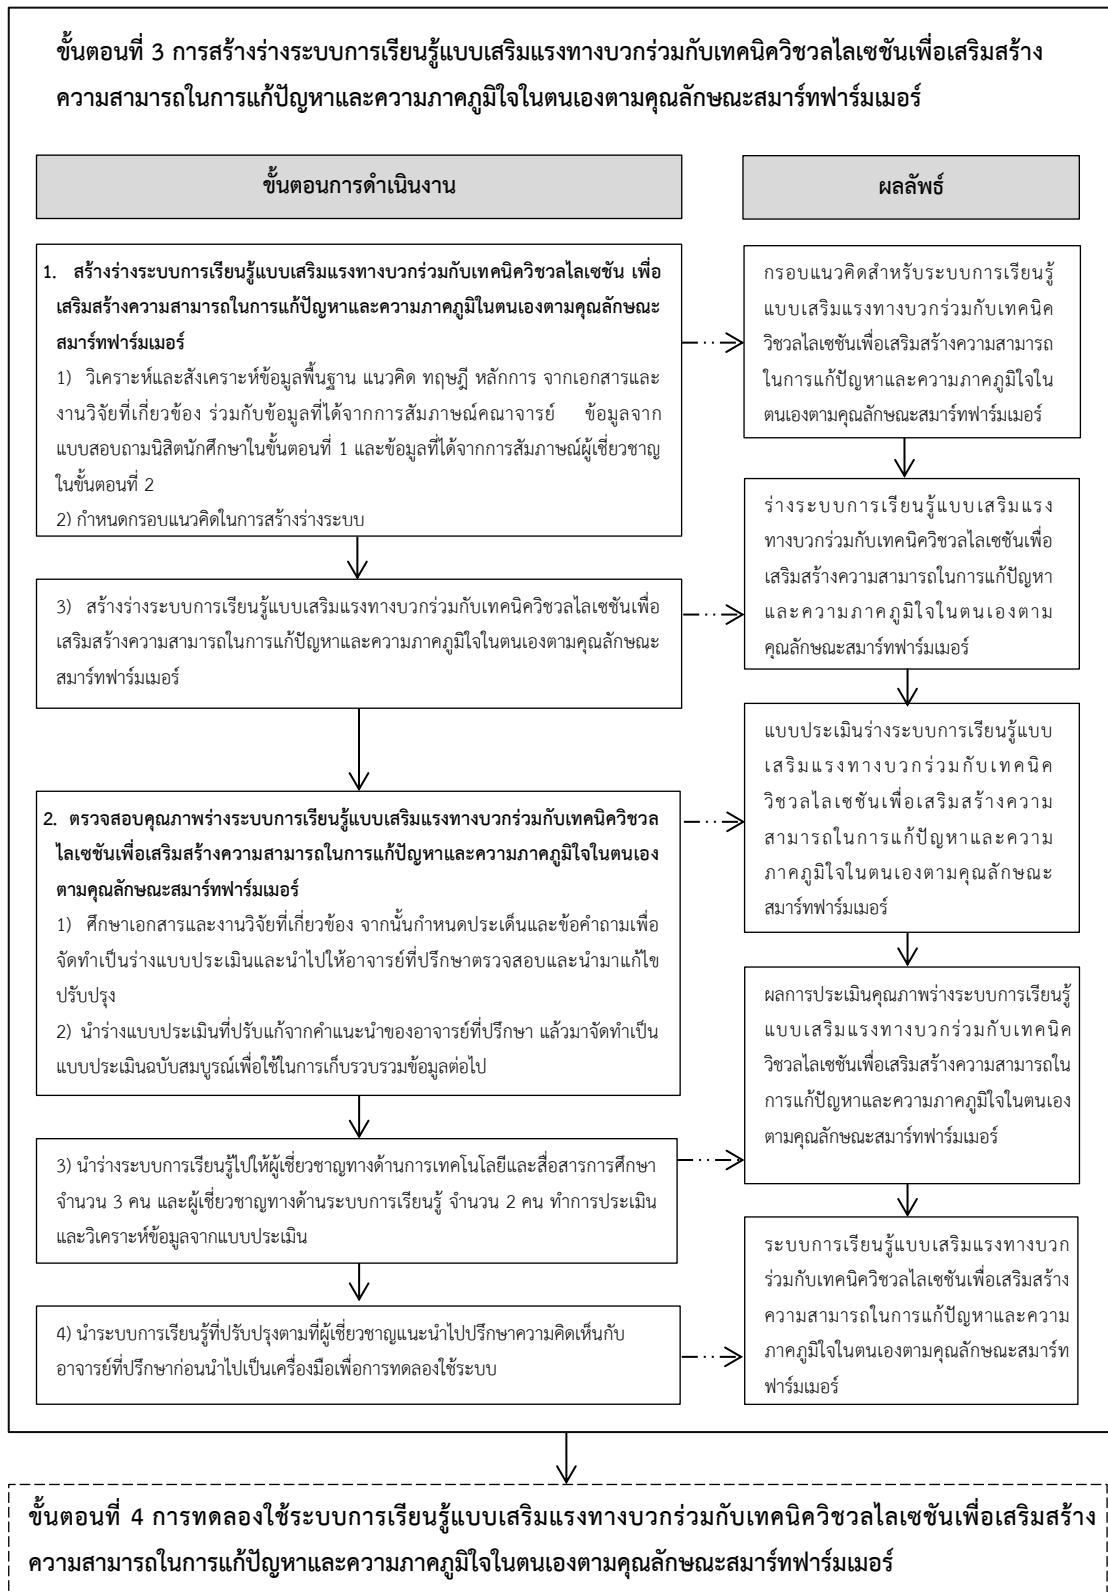 ขั้นตอนที่ 3 การสร้างร่างระบบการเรียนรู้แบบเสริมแรงทางบวกร่วมกับเทคนิควิชวลไลเซชันเพื่อเสริมสร้าง
ความสามารถในการแก้ปัญหาและความภาคภูมิใจในตนเองตามคุณลักษณะสมาร์ทฟาร์มเมอร์
ขั้นตอนการดำเนินงาน
ผลลัพธ์
1. สร้างร่างระบบการเรียนรู้แบบเสริมแรงทางบวกร่วมกับเทคนิควิชวลไลเซชัน เพื่อ
เสริมสร้างความสามารถในการแก้ปัญหาและความภาคภูมิในตนเองตามคุณลักษณะ
สมาร์ทฟาร์มเมอร์
1) วิเคราะห์และสังเคราะห์ข้อมูลพื้นฐาน แนวคิด ทฤษฎี หลักการ จากเอกสารและ
งานวิจัยที่เกี่ยวข้อง ร่วมกับข้อมูลที่ได้จากการสัมภาษณ์คณาจารย์ ข้อมูลจาก
แบบสอบถามนิสิตนักศึกษาในขั้นตอนที่ 1 และข้อมูลที่ได้จากการสัมภาษณ์ผู้เชี่ยวชาญ
ในขั้นตอนที่ 2
2) กำหนดกรอบแนวคิดในการสร้างร่างระบบ
กรอบแนวคิดสำหรับระบบการเรียนรู้
แบบเสริมแรงทางบวกร่วมกับเทคนิค
วิชวลไลเซชันเพื่อเสริมสร้างความสามารถ
ในการแก้ปัญหาและความภาคภูมิใจใน
ตนเองตามคุณลักษณะสมาร์ทฟาร์มเมอร์
3) สร้างร่างระบบการเรียนรู้แบบเสริมแรงทางบวกร่วมกับเทคนิควิชวลไลเซชันเพื่อ
เสริมสร้างความสามารถในการแก้ปัญหาและความภาคภูมิใจในตนเองตามคุณลักษณะ
สมาร์ทฟาร์มเมอร์
ร่างระบบการเรียนรู้แบบเสริมแรง
ทางบวกร่วมกับเทคนิควิชวลไลเซชันเพื่อ
เสริมสร้างความสามารถในการแก้ปัญหา
และความภาคภูมิใจในตนเองตาม
คุณลักษณะสมาร์ทฟาร์มเมอร์
2. ตรวจสอบคุณภาพร่างระบบการเรียนรู้แบบเสริมแรงทางบวกร่วมกับเทคนิควิชวล
ไลเซชันเพื่อเสริมสร้างความสามารถในการแก้ปัญหาและความภาคภูมิใจในตนเอง
ตามคุณลักษณะสมาร์ทฟาร์มเมอร์
1) ศึกษาเอกสารและงานวิจัยที่เกี่ยวข้อง จากนั้นกำหนดประเด็นและข้อคำถามเพื่อ
จัดทำเป็นร่างแบบประเมินและนำไปให้อาจารย์ที่ปรึกษาตรวจสอบและนำมาแก้ไข
ปรับปรุง
2) นำร่างแบบประเมินที่ปรับแก้จากคำแนะนำของอาจารย์ที่ปรึกษา แล้วมาจัดทำเป็น
แบบประเมินฉบับสมบูรณ์เพื่อใช้ในการเก็บรวบรวมข้อมูลต่อไป
แบบประเมินร่างระบบการเรียนรู้แบบ
เสริมแรงทางบวกร่วมกับเทคนิค
วิชวลไลเซชันเพื่อเสริมสร้างความ
สามารถในการแก้ปัญหาและความ
ภาคภูมิใจในตนเองตามคุณลักษณะ
สมาร์ทฟาร์มเมอร์
3) นำร่างระบบการเรียนรู้ไปให้ผู้เชี่ยวชาญทางด้านการเทคโนโลยีและสื่อสารการศึกษา
จำนวน 3 คน และผู้เชี่ยวชาญทางด้านระบบการเรียนรู้ จำนวน 2 คน ทำการประเมิน
และวิเคราะห์ข้อมูลจากแบบประเมิน
ผลการประเมินคุณภาพร่างระบบการเรียนรู้
แบบเสริมแรงทางบวกร่วมกับเทคนิค
วิชวลไลเซชันเพื่อเสริมสร้างความสามารถใน
การแก้ปัญหาและความภาคภูมิใจในตนเอง
ตามคุณลักษณะสมาร์ทฟาร์มเมอร์
4) นำระบบการเรียนรู้ที่ปรับปรุงตามที่ผู้เชี่ยวชาญแนะนำไปปรึกษาความคิดเห็นกับ
อาจารย์ที่ปรึกษาก่อนนำไปเป็นเครื่องมือเพื่อการทดลองใช้ระบบ
ระบบการเรียนรู้แบบเสริมแรงทางบวก
ร่วมกับเทคนิควิชวลไลเซชันเพื่อเสริมสร้าง
ความสามารถในการแก้ปัญหาและความ
ภาคภูมิใจในตนเองตามคุณลักษณะสมาร์ท
ฟาร์มเมอร์
ขั้นตอนที่ 4 การทดลองใช้ระบบการเรียนรู้แบบเสริมแรงทางบวกร่วมกับเทคนิควิชวลไลเซชันเพื่อเสริมสร้าง
ความสามารถในการแก้ปัญหาและความภาคภูมิใจในตนเองตามคุณลักษณะสมาร์ทฟาร์มเมอร์